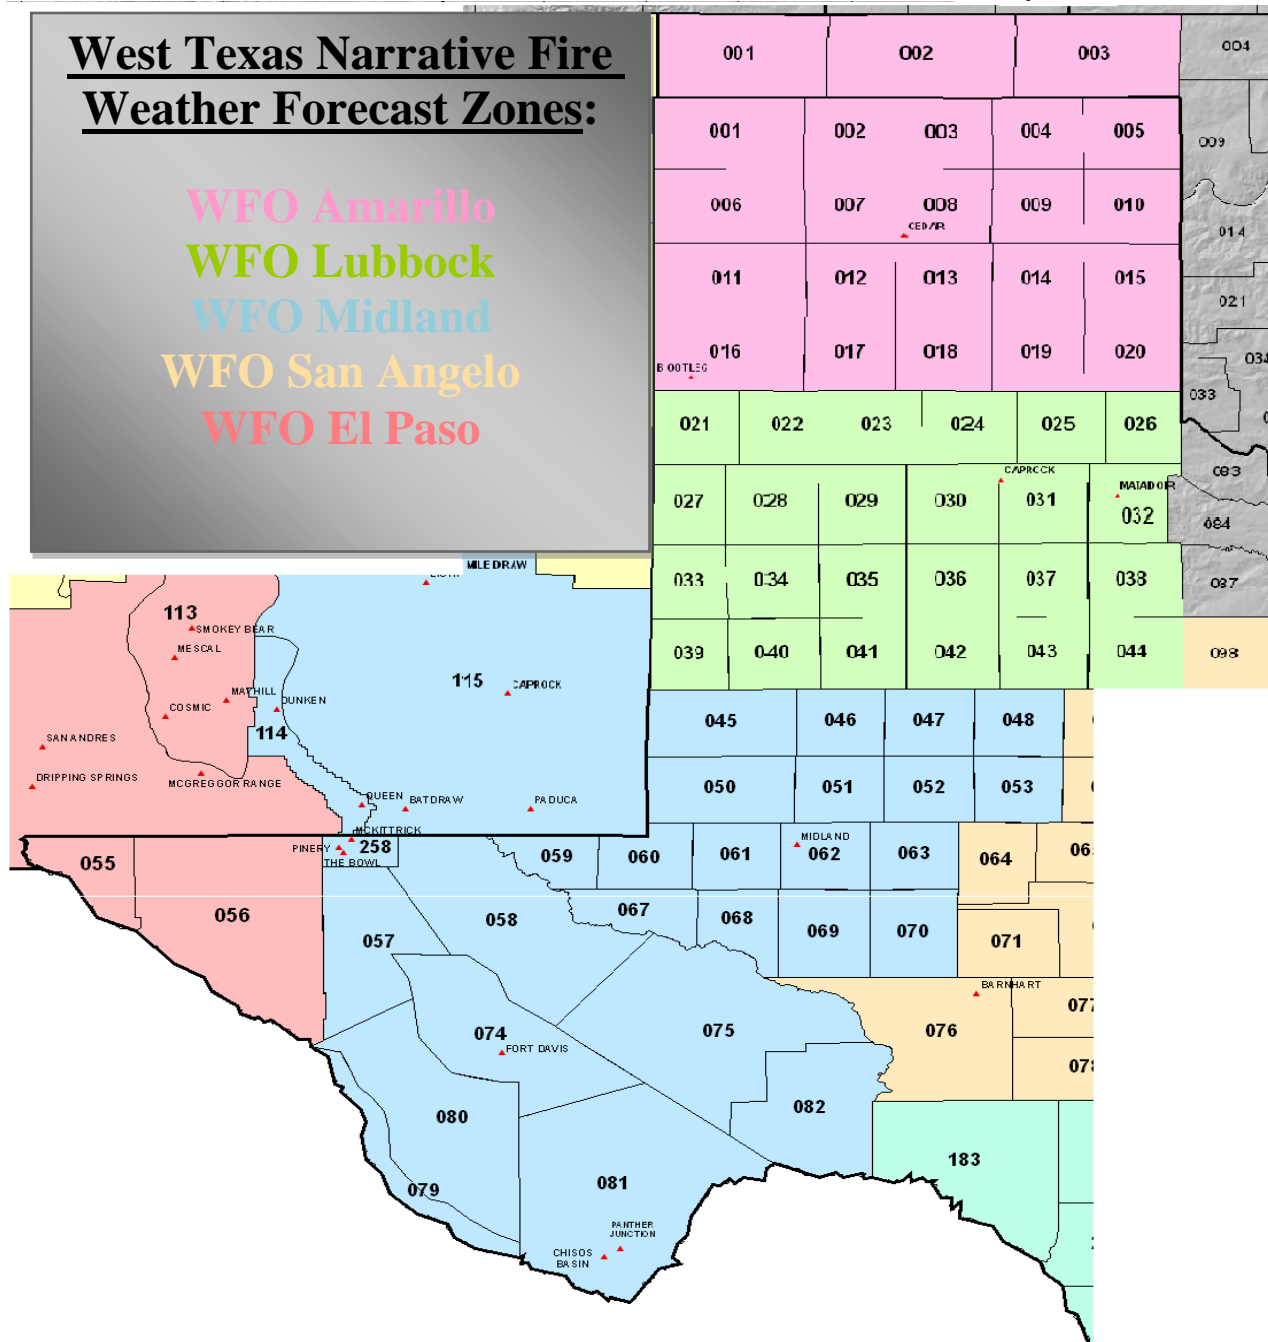 West Texas Narrative Fire
Weather Forecast Zones:
WFO Amarillo
WFO Lubbock
WFO Midland
WFO San Angelo
WFO El Paso
001 002 003 004
001 002 003 004 005
009
006 007 008 009 010
CEDAR
014
011 012 013 014 015
021
016 017 018 019 020
BOOTLEG
033
021 022 023 024 025 026
CAPROCK
083
MATADOR
027 028 029 030 031 032
084
MILE DRAW
033 034 035 036 037 038
087
039 040 041 042 043 044 098
113
SMOKEY BEAR
MESCAL
MAYHILL
COSMIC
DUNKEN
114
115
CAPROCK
SAN ANDRES
DRIPPING SPRINGS
MCGREGGOR RANGE
QUEEN
BATDRAW
PADUCA
045 046 047 048
050 051 052 053
MCKITTRICK
PINERY
258
THE BOWL
MIDLAND
055 059 060 061 062 063 064
056 058 067 068 069 070 071
057
BARNHART
074 075 076 077
FORT DAVIS
078
080 082
079 081 183
PANTHER
JUNCTION
CHISOS
BASIN